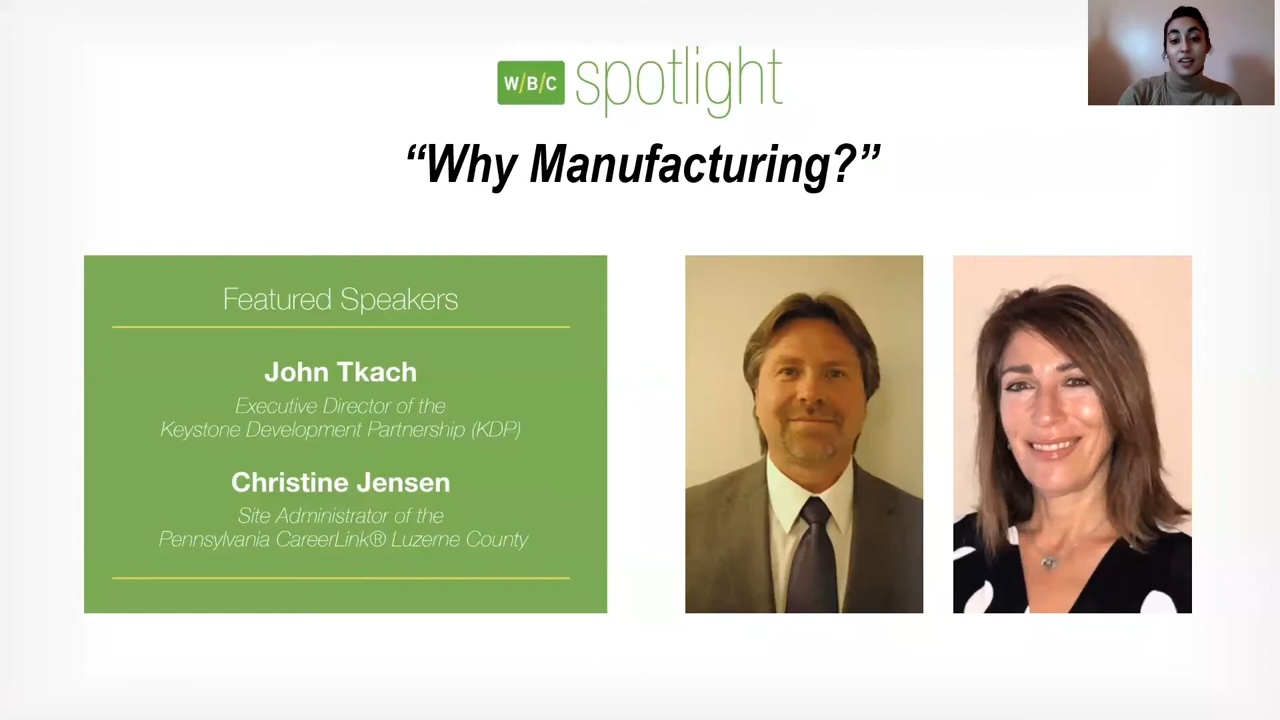 W/B/C spotlight
“Why Manufacturing?”
Featured Speakers
John Tkach
Executive Director of the
Keystone Development Partnership (KDP)
Christine Jensen
Site Administrator of the
Pennsylvania CareerLink® Luzerne County